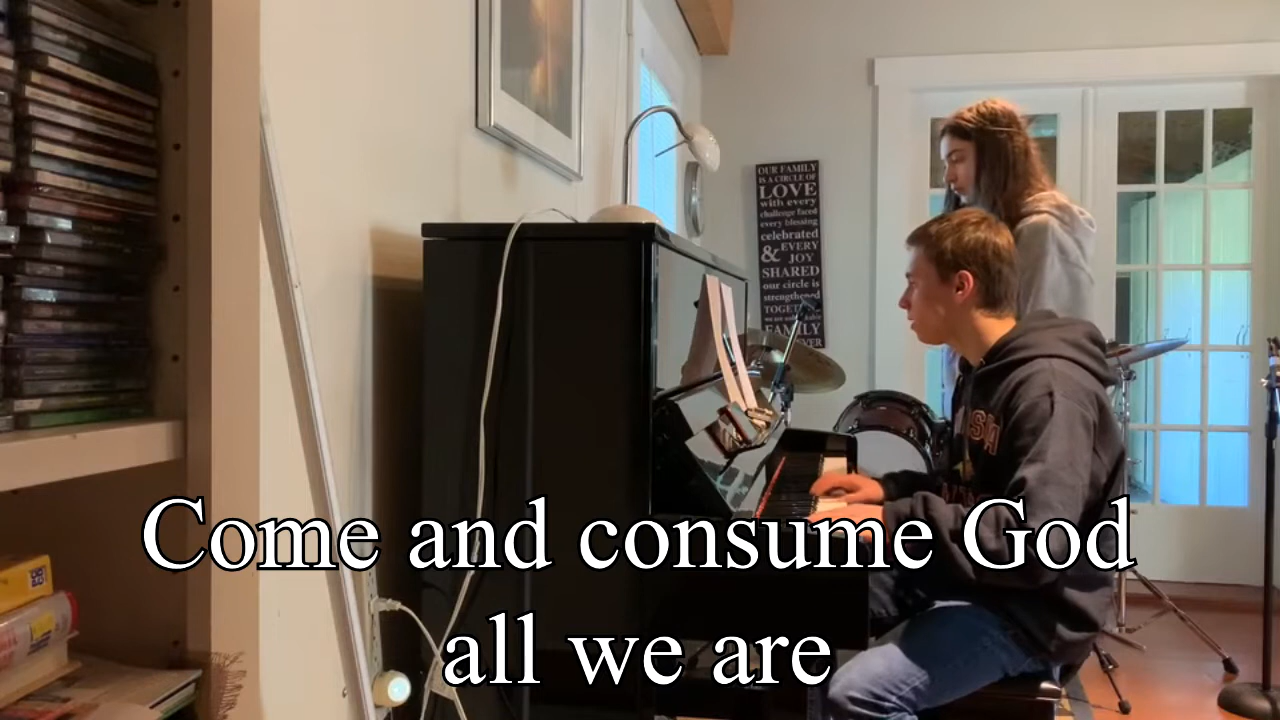 OUR FAMILY
IS A CIRCLE OF
LOVE
with every
challenge faced
every blessing
celebrated
& EVERY
JOY
SHARED
our circle is
strengthened
FAMILY
Come and consume God
all we are